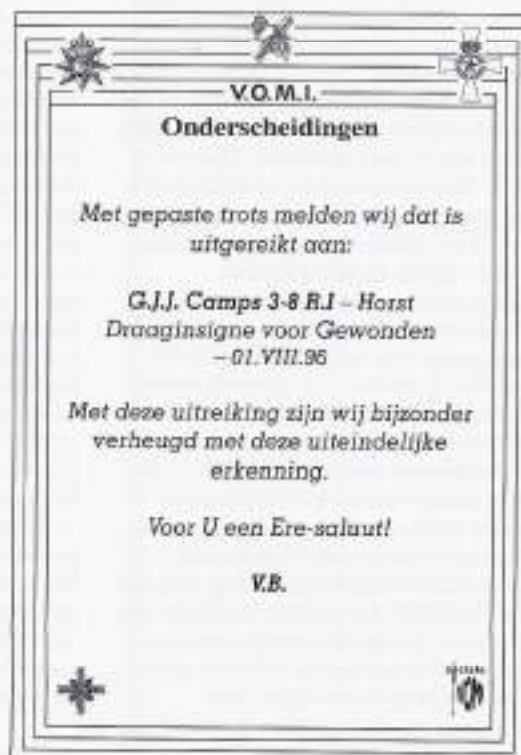 V.O.M.I.
Onderscheidingen
Met gepaste trots melden wij dat is
uitgereikt aan:
G.J.J. Camps 3-8 R.I – Horst
Draaginsigne voor Gewonden
– 01.VIII.96
Met deze uitreiking zijn wij bijzonder
verheugd met deze uiteindelijke
erkenning.
Voor U een Ere-saluut!
V.B.